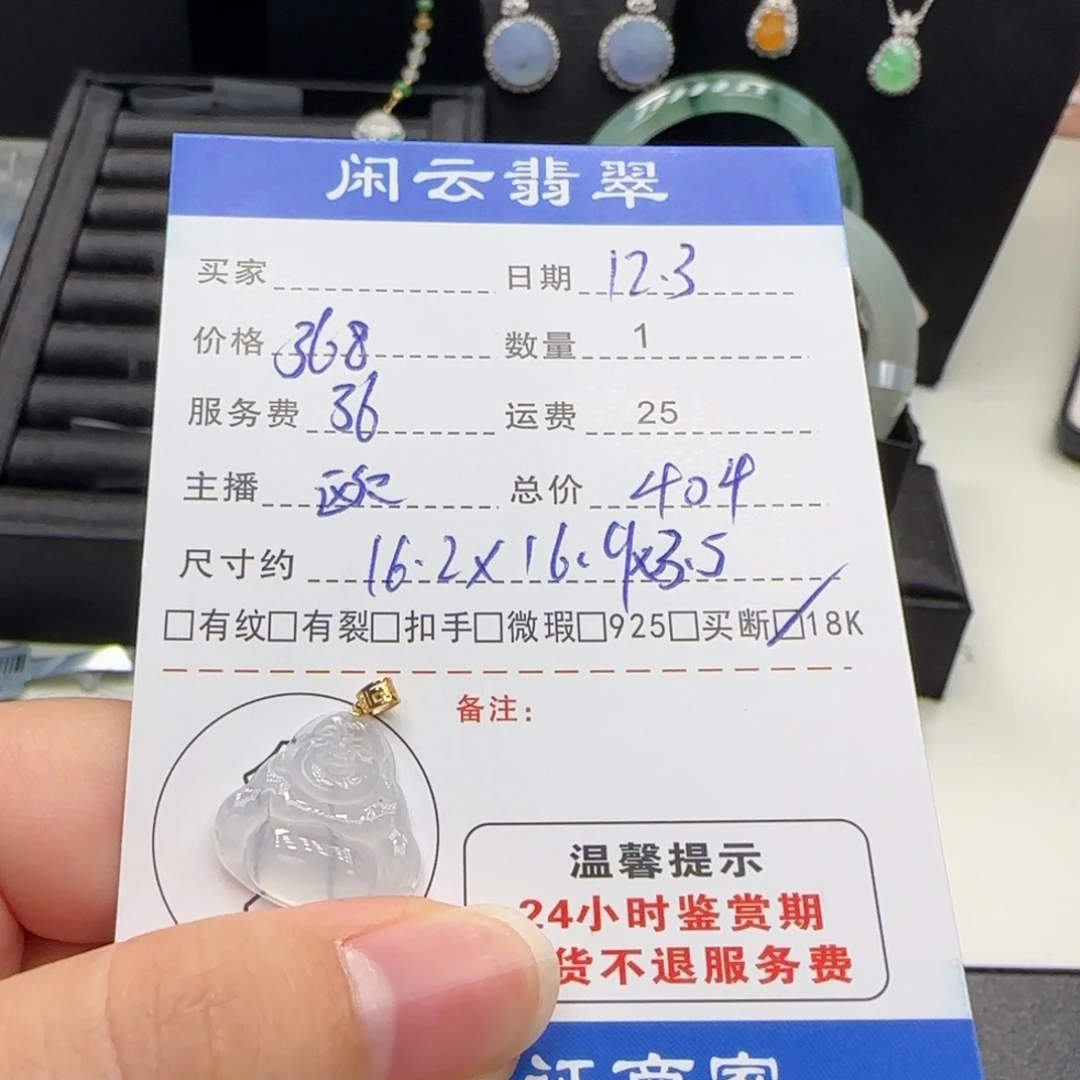 闲云翡翠
买家 日期 12.3
价格 368 数量 1
服务费 36 运费 25
主播 欧 总价 404
尺寸约 16.2x16.9x3.5
□有纹□有裂□扣手□微瑕□925□买断☑18K
备注:
温馨提示
24小时鉴赏期
货不退服务费